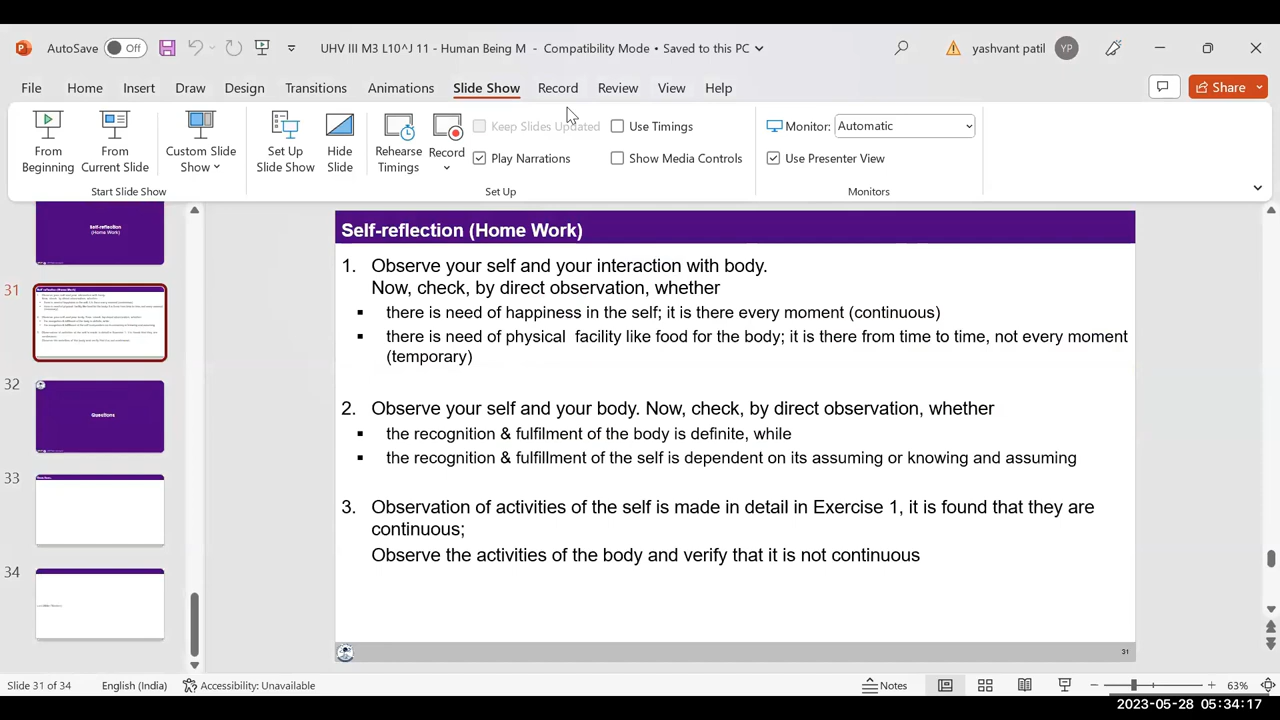 AutoSave Off UHV III M3 L10^J 11 - Human Being M - Compatibility Mode • Saved to this PC yashvant patil YP
File Home Insert Draw Design Transitions Animations Slide Show Record Review View Help Share
From Beginning
From Current Slide
Custom Slide Show
Start Slide Show
Set Up Slide Show
Hide Slide
Rehearse Timings
Record
Keep Slides Updated
Play Narrations
Use Timings
Show Media Controls
Set Up
Monitor: Automatic
Use Presenter View
Monitors
Self-reflection
(Home Work)
31
32
Questions
33
34
Self-reflection (Home Work)
1. Observe your self and your interaction with body.
Now, check, by direct observation, whether
▪ there is need of happiness in the self; it is there every moment (continuous)
▪ there is need of physical facility like food for the body; it is there from time to time, not every moment
(temporary)
2. Observe your self and your body. Now, check, by direct observation, whether
▪ the recognition & fulfilment of the body is definite, while
▪ the recognition & fulfillment of the self is dependent on its assuming or knowing and assuming
3. Observation of activities of the self is made in detail in Exercise 1, it is found that they are
continuous;
Observe the activities of the body and verify that it is not continuous
31
Slide 31 of 34 English (India) Accessibility: Unavailable Notes 63%
2023-05-28 05:34:17